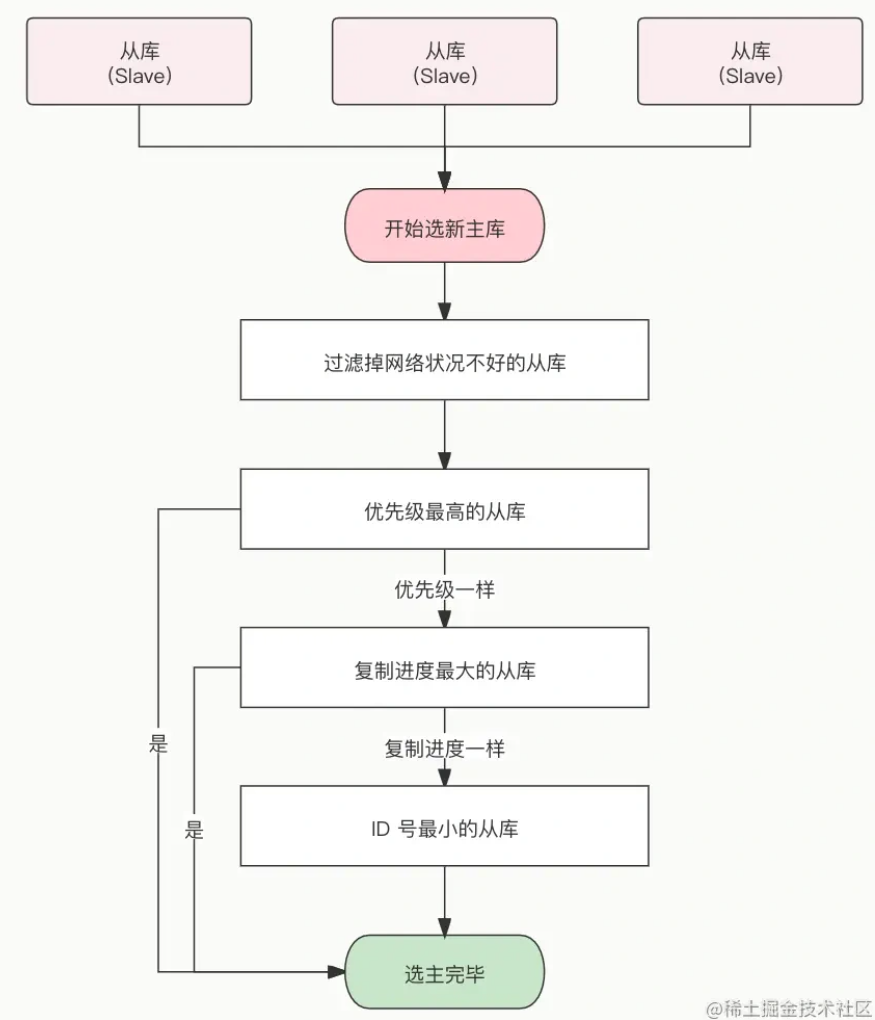 从库
（Slave）
从库
（Slave）
从库
（Slave）
开始选新主库
过滤掉网络状况不好的从库
优先级最高的从库
优先级一样
复制进度最大的从库
是
复制进度一样
是
ID 号最小的从库
选主完毕
@稀土掘金技术社区